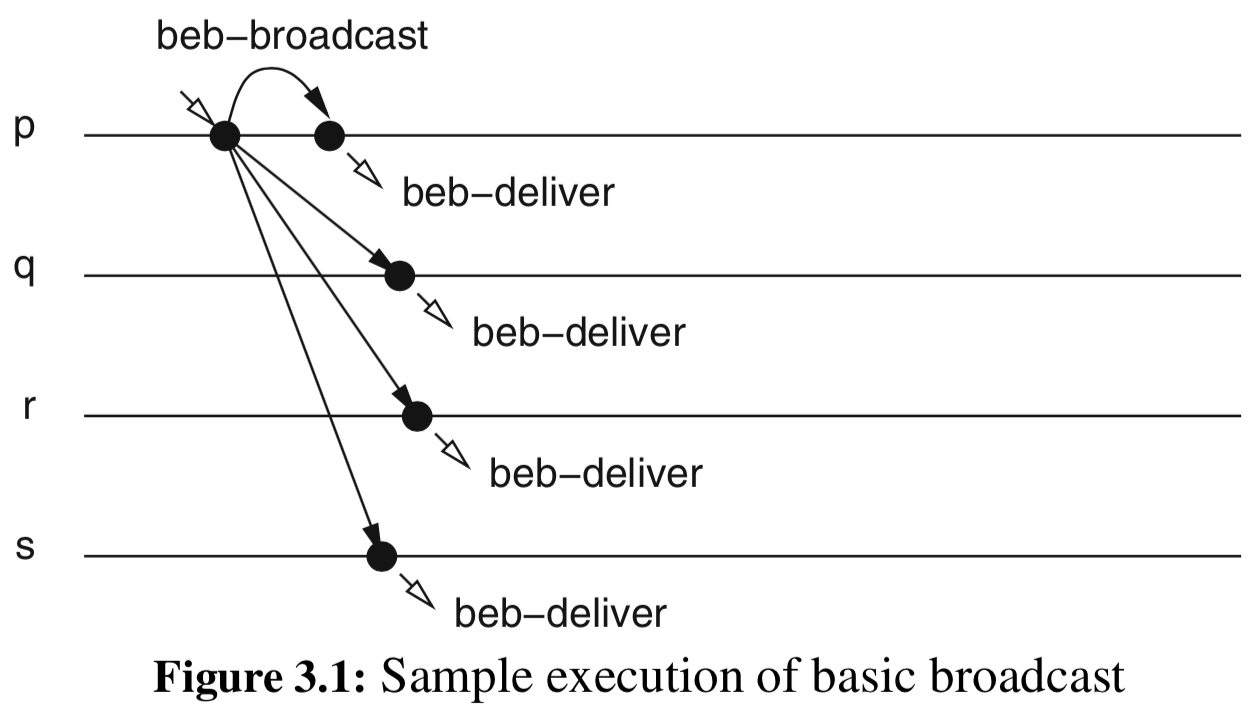 beb–broadcast
p
beb–deliver
q
beb–deliver
r
beb–deliver
s
beb–deliver
Figure 3.1: Sample execution of basic broadcast